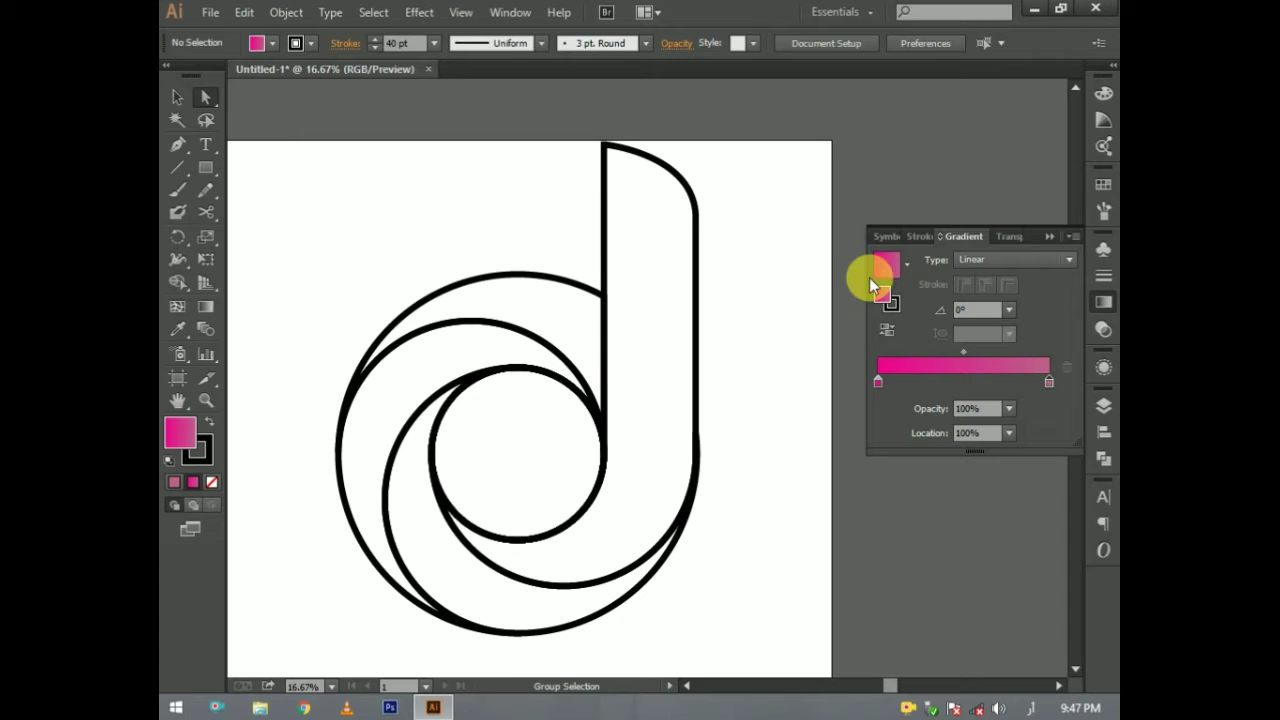 Ai File Edit Object Type Select Effect View Window Help Br Essentials
No Selection Stroke: 40 pt Uniform 3 pt. Round Opacity Style: Document Setup Preferences
Untitled-1* @ 16.67% (RGB/Preview)
Symb Strok Gradient Transp
Type: Linear
Stroke:
0°
Opacity: 100%
Location: 100%
T
A
O
16.67% 1 Group Selection
Ps Ai 9:47 PM